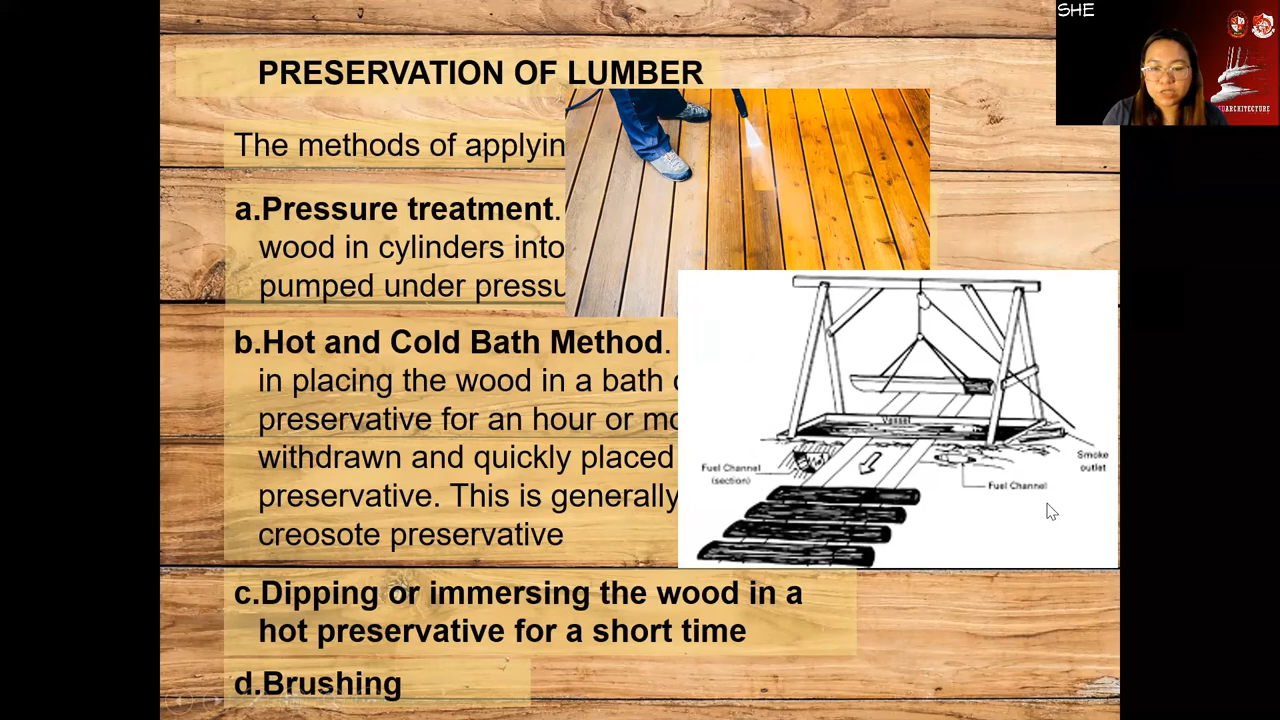 SHE
PRESERVATION OF LUMBER
The methods of applyin
a.Pressure treatment.
wood in cylinders into
pumped under pressu
b.Hot and Cold Bath Method.
in placing the wood in a bath
preservative for an hour or mo
withdrawn and quickly placed
preservative. This is generally
creosote preservative
c.Dipping or immersing the wood in a
hot preservative for a short time
d.Brushing
Vessel
Fuel Channel
(section)
Smoke
outlet
Fuel Channel